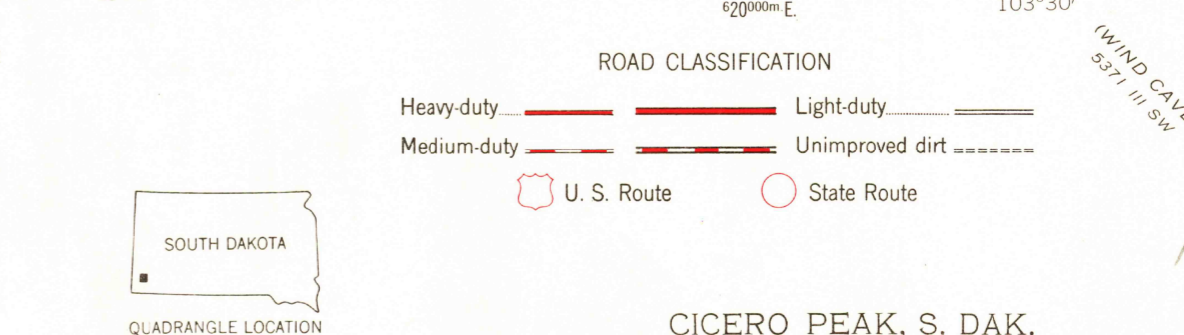 620000m.E.
103°30′
(WIND CAVE
5371 III SW
ROAD CLASSIFICATION
Heavy-duty Light-duty
Medium-duty Unimproved dirt
U. S. Route State Route
SOUTH DAKOTA
QUADRANGLE LOCATION
CICERO PEAK, S. DAK.